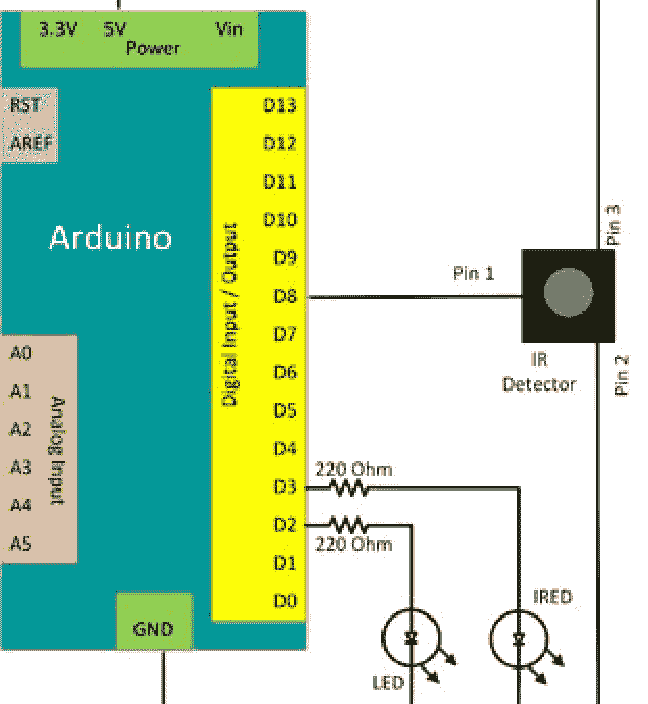 3.3V 5V Vin
Power
RST
AREF
Arduino
A0
A1
A2
A3
A4
A5
Analog Input
GND
Digital Input / Output
D13
D12
D11
D10
D9
D8
D7
D6
D5
D4
D3
D2
D1
D0
Pin 1
Pin 3
Pin 2
IR
Detector
220 Ohm
220 Ohm
IRED
LED